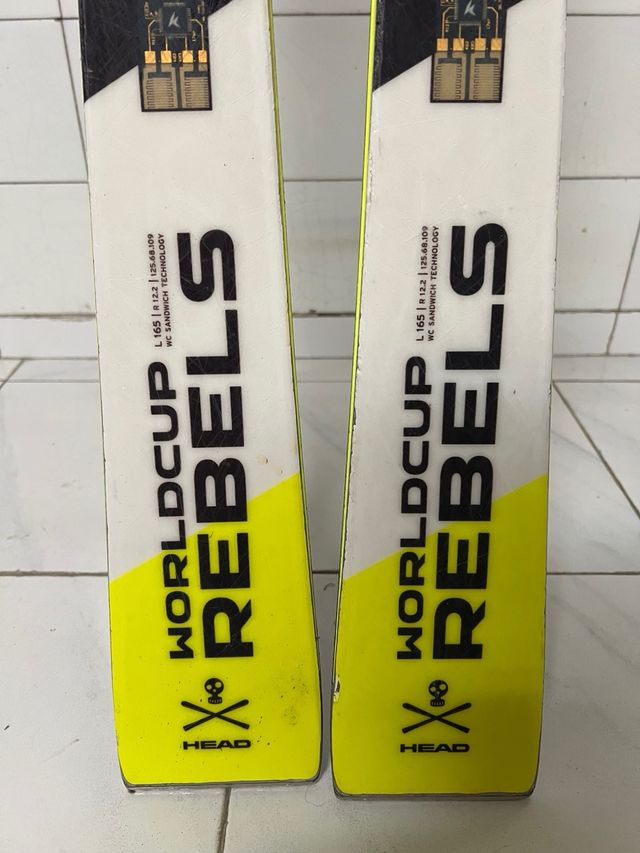 L 165 | R 12.2 | 125.68.109
WC SANDWICH TECHNOLOGY
WORLDCUP
REBELS
HEAD
L 165 | R 12.2 | 125.68.109
WC SANDWICH TECHNOLOGY
WORLDCUP
REBELS
HEAD